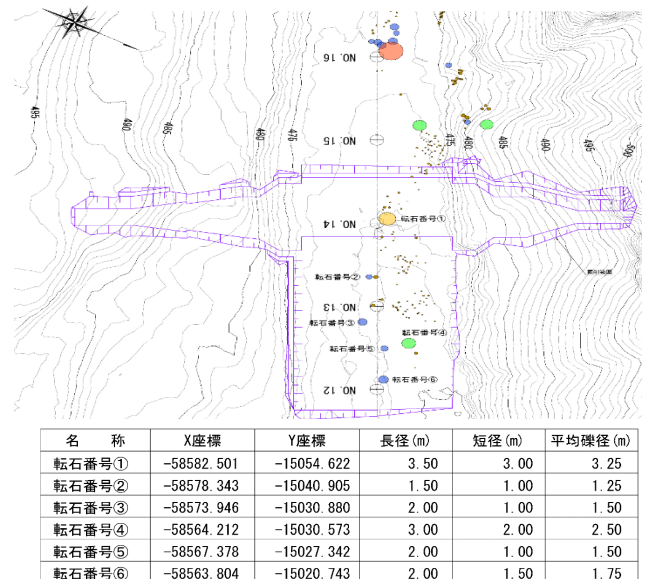 NO.16
495
490
485
480
475
NO.15
475
480
485
490
495
500
NO.14
転石番号①
転石番号②
NO.13
転石番号③
転石番号④
転石番号⑤
転石番号⑥
NO.12
名 称 X座標 Y座標 長径(m) 短径(m) 平均礫径(m)
転石番号① -58582.501 -15054.622 3.50 3.00 3.25
転石番号② -58578.343 -15040.905 1.50 1.00 1.25
転石番号③ -58573.946 -15030.880 2.00 1.00 1.50
転石番号④ -58564.212 -15030.573 3.00 2.00 2.50
転石番号⑤ -58567.378 -15027.342 2.00 1.00 1.50
転石番号⑥ -58563.804 -15020.743 2.00 1.50 1.75